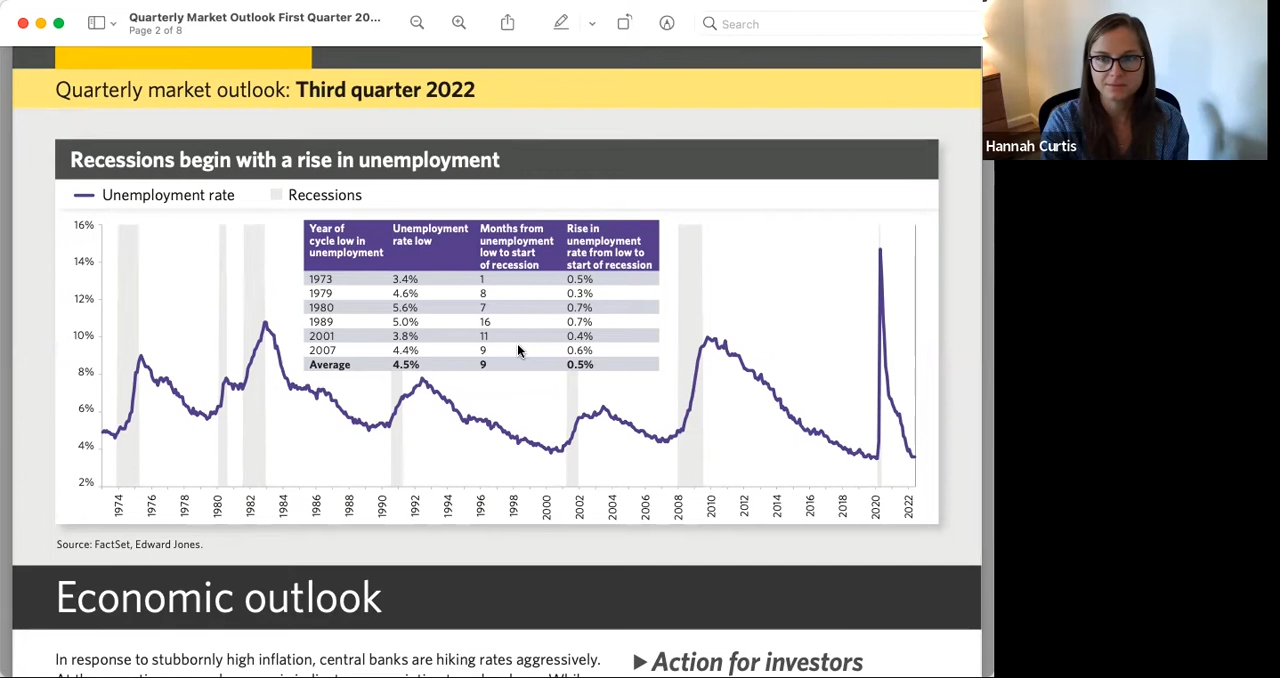 Quarterly Market Outlook First Quarter 20...
Page 2 of 8
Search
Hannah Curtis
Quarterly market outlook: Third quarter 2022
Recessions begin with a rise in unemployment
Unemployment rate Recessions
16%
14%
12%
10%
8%
6%
4%
2%
Year of cycle low in unemployment Unemployment rate low Months from unemployment low to start of recession Rise in unemployment rate from low to start of recession
1973 3.4% 1 0.5%
1979 4.6% 8 0.3%
1980 5.6% 7 0.7%
1989 5.0% 16 0.7%
2001 3.8% 11 0.4%
2007 4.4% 9 0.6%
Average 4.5% 9 0.5%
1974 1976 1978 1980 1982 1984 1986 1988 1990 1992 1994 1996 1998 2000 2002 2004 2006 2008 2010 2012 2014 2016 2018 2020 2022
Source: FactSet, Edward Jones.
Economic outlook
In response to stubbornly high inflation, central banks are hiking rates aggressively.
▶ Action for investors